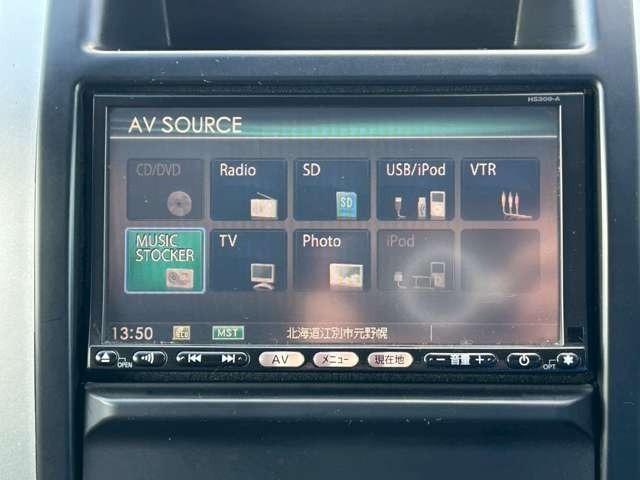 HS309-A
AV SOURCE
CD/DVD Radio SD USB/iPod VTR
SD
MUSIC STOCKER TV Photo iPod
13:50 MST 北海道江別市元野幌
OPEN AV メニュー 現在地 − 音量 + OPT